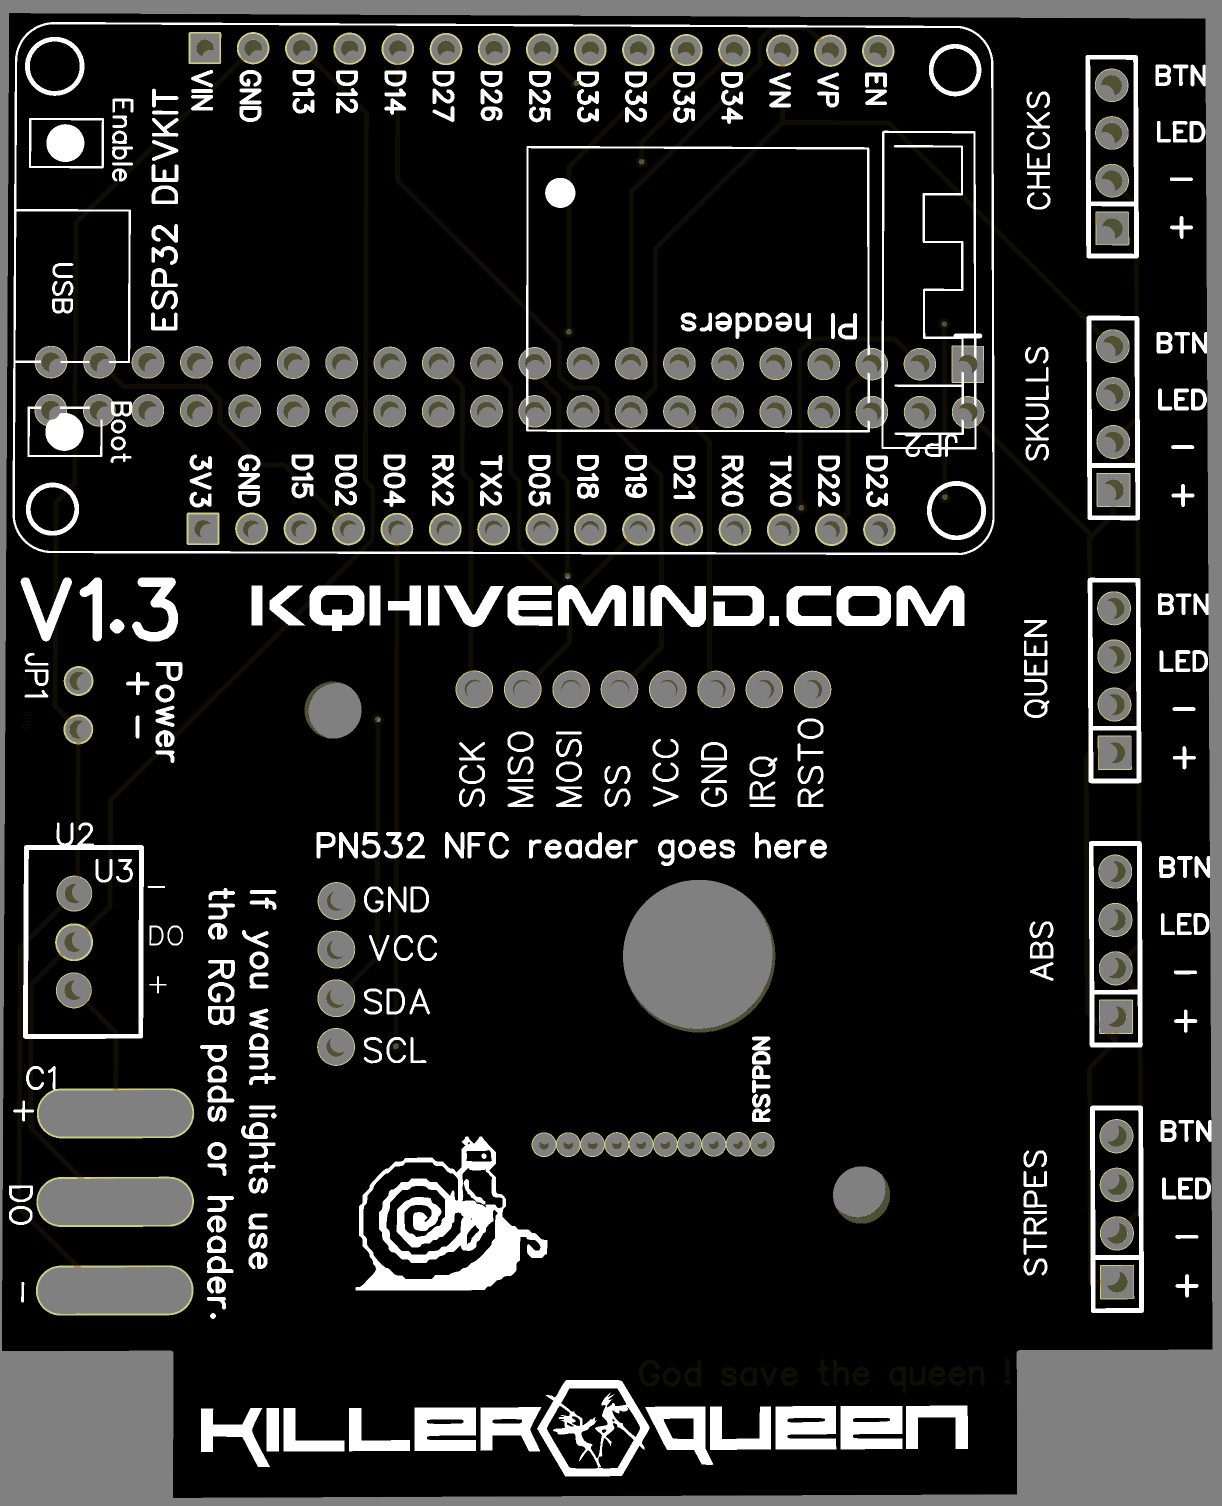 VIN GND D13 D12 D14 D27 D26 D25 D33 D32 D35 D34 VN VP EN
Enable
ESP32 DEVKIT
USB
PI headers
Boot
JP2
3V3 GND D15 D02 D04 RX2 TX2 D05 D18 D19 D21 RX0 TX0 D22 D23
CHECKS
BTN
LED
-
+
SKULLS
BTN
LED
-
+
V1.3
KQHIVEMIND.COM
JP1
+ -
Power
QUEEN
BTN
LED
-
+
SCK MISO MOSI SS VCC GND IRQ RSTO
PN532 NFC reader goes here
GND
VCC
SDA
SCL
U2
U3
-
DO
+
If you want lights use
the RGB pads or header.
ABS
BTN
LED
-
+
RSTPDN
C1
+
DO
-
STRIPES
BTN
LED
-
+
God save the queen !
KILLER QUEEN